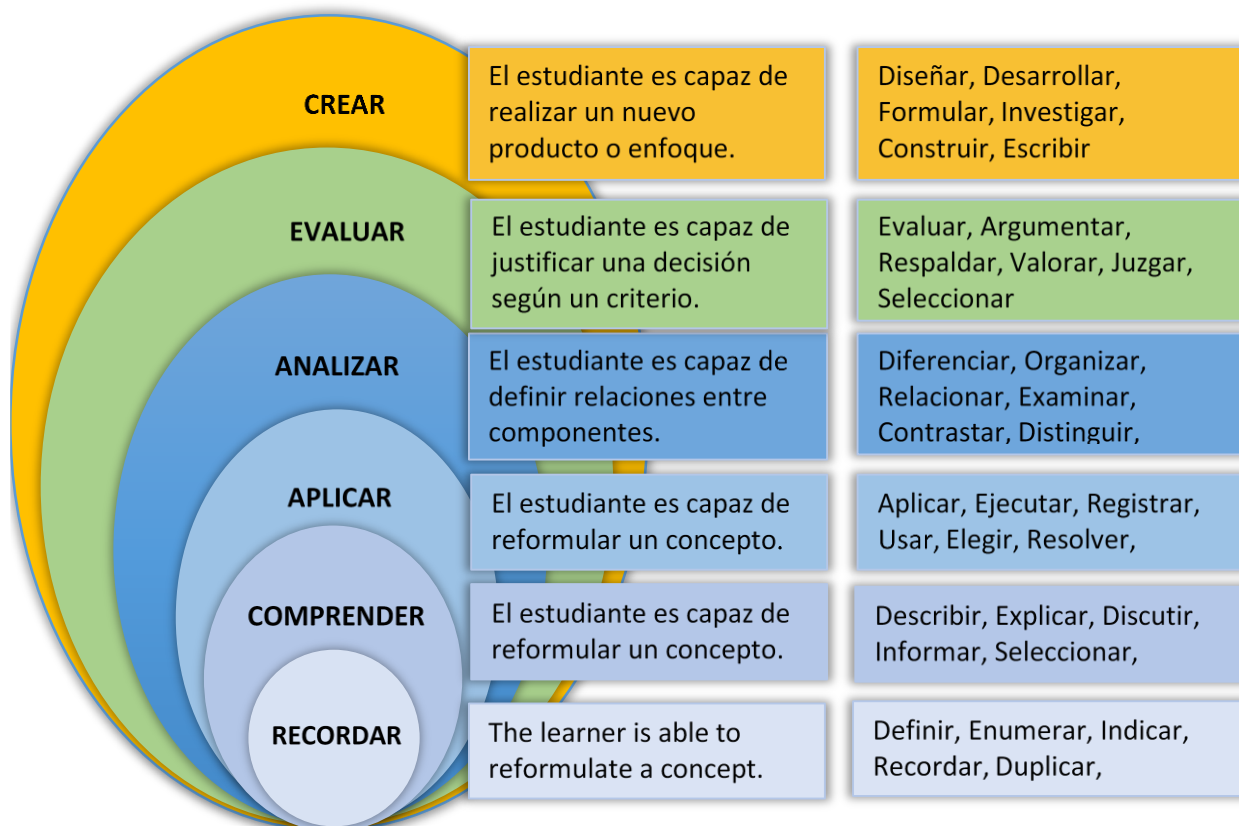 CREAR
El estudiante es capaz de
realizar un nuevo
producto o enfoque.
Diseñar, Desarrollar,
Formular, Investigar,
Construir, Escribir
EVALUAR
El estudiante es capaz de
justificar una decisión
según un criterio.
Evaluar, Argumentar,
Respaldar, Valorar, Juzgar,
Seleccionar
ANALIZAR
El estudiante es capaz de
definir relaciones entre
componentes.
Diferenciar, Organizar,
Relacionar, Examinar,
Contrastar, Distinguir,
APLICAR
El estudiante es capaz de
reformular un concepto.
Aplicar, Ejecutar, Registrar,
Usar, Elegir, Resolver,
COMPRENDER
El estudiante es capaz de
reformular un concepto.
Describir, Explicar, Discutir,
Informar, Seleccionar,
RECORDAR
The learner is able to
reformulate a concept.
Definir, Enumerar, Indicar,
Recordar, Duplicar,